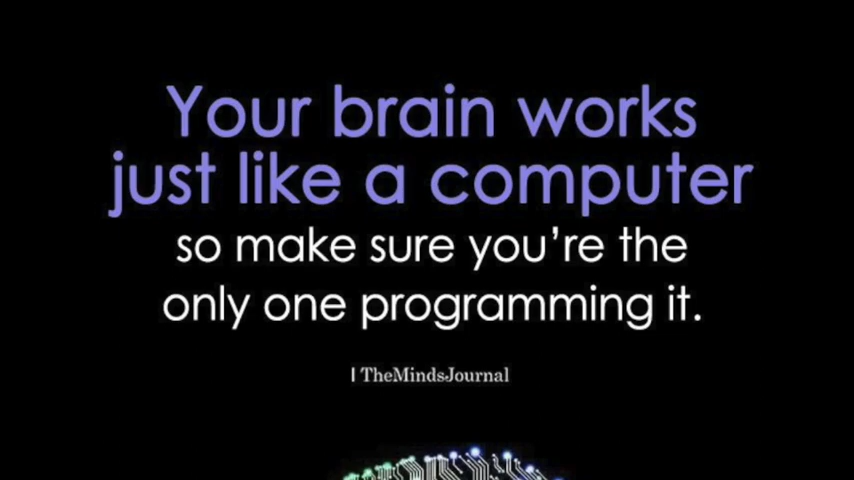 Your brain works
just like a computer
so make sure you're the
only one programming it.
| TheMindsJournal